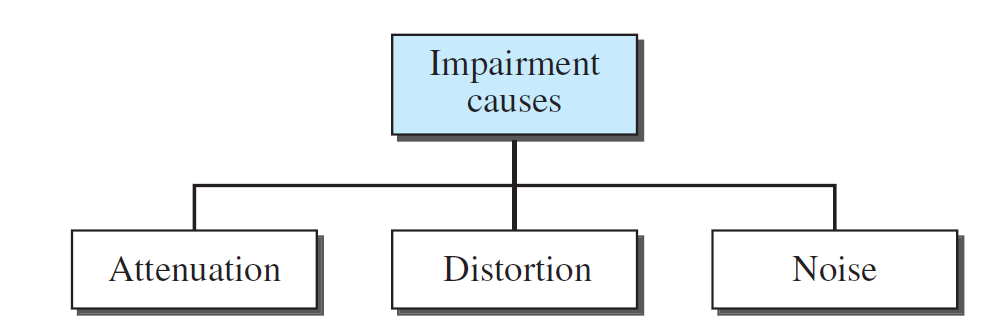 Impairment
causes
Attenuation
Distortion
Noise